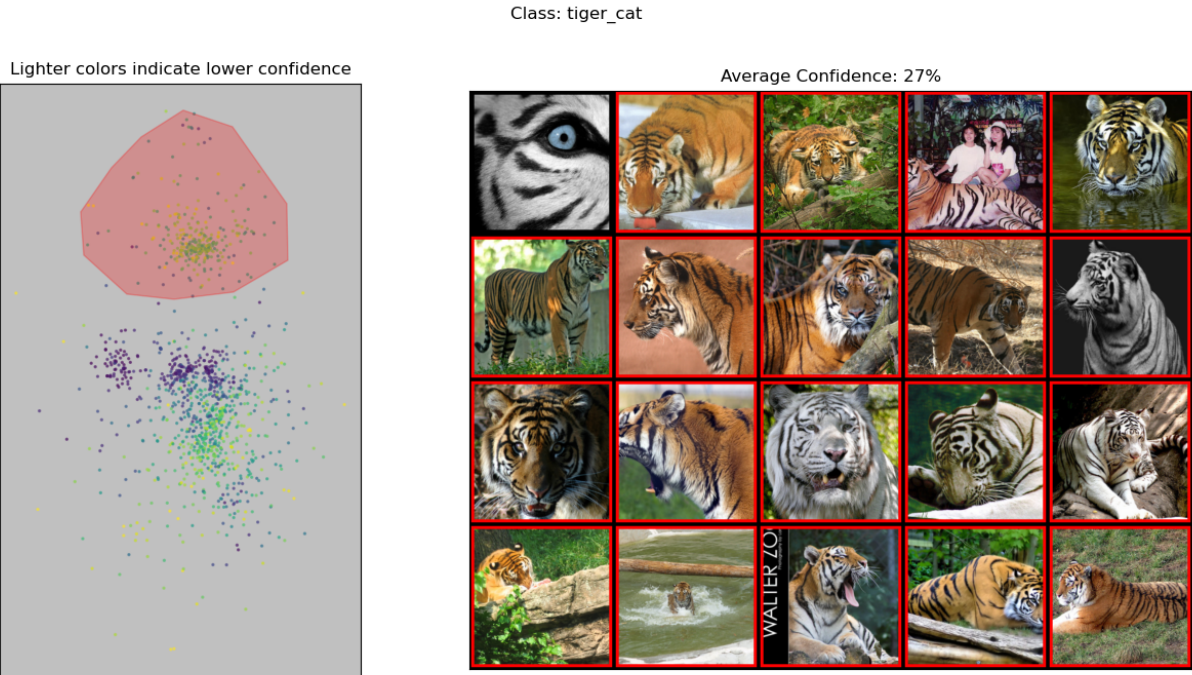 Class: tiger_cat
Lighter colors indicate lower confidence
Average Confidence: 27%
WALTER ZO